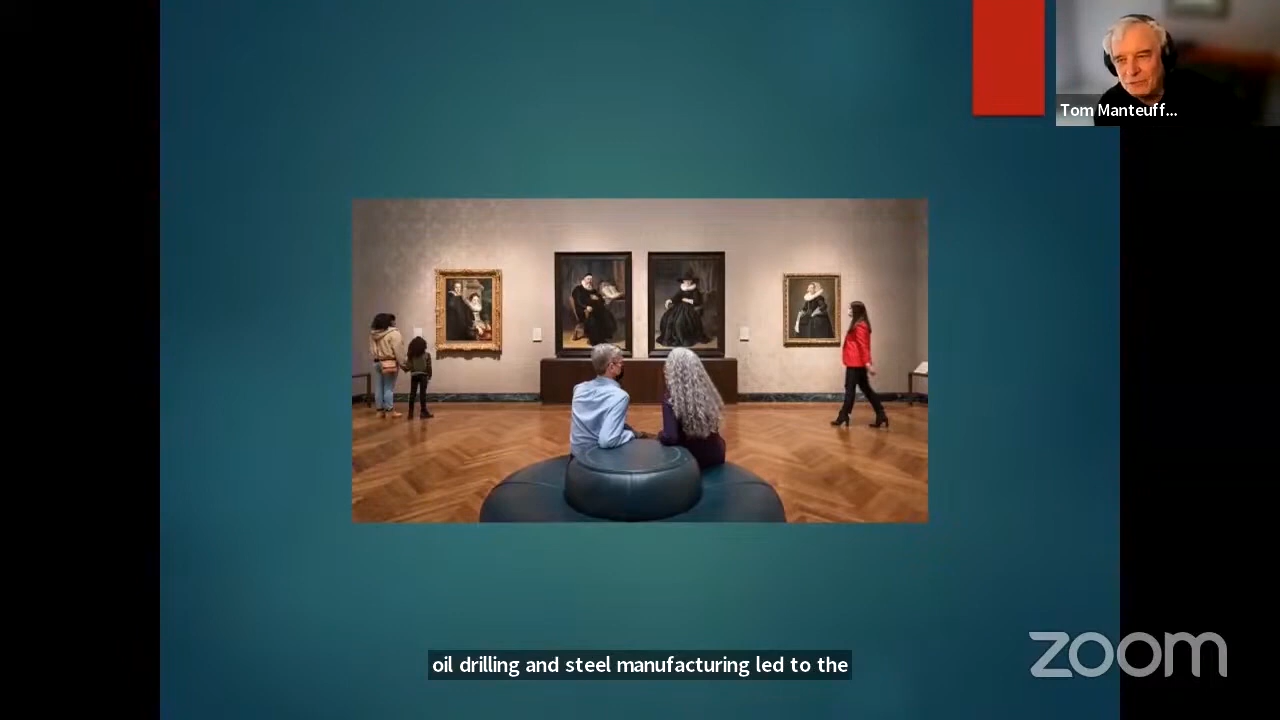 Tom Manteuff...
oil drilling and steel manufacturing led to the
zoom